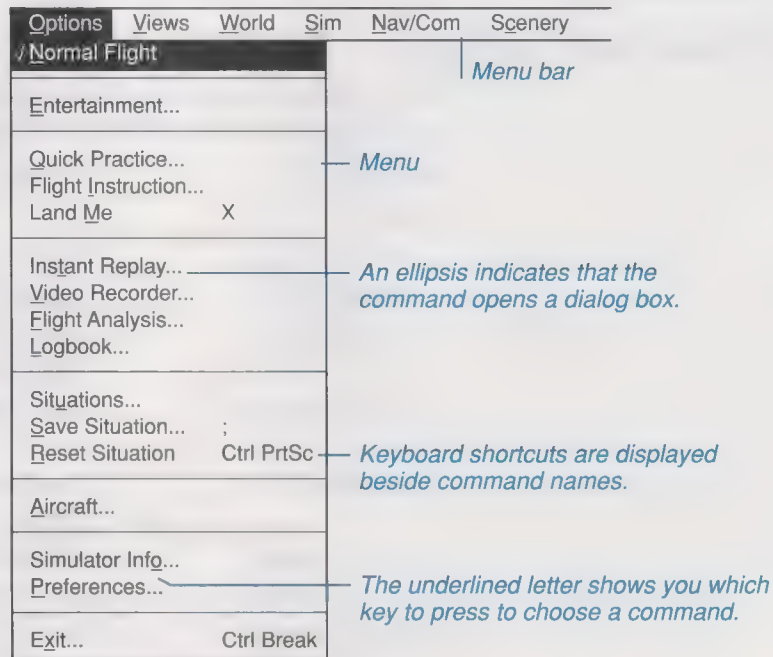 Options Views World Sim Nav/Com Scenery
√ Normal Flight
Menu bar
Entertainment...
Quick Practice...
Menu
Flight Instruction...
Land Me X
Instant Replay...
An ellipsis indicates that the
Video Recorder...
command opens a dialog box.
Flight Analysis...
Logbook...
Situations...
Save Situation... ;
Reset Situation Ctrl PrtSc
Keyboard shortcuts are displayed
beside command names.
Aircraft...
Simulator Info...
Preferences...
The underlined letter shows you which
key to press to choose a command.
Exit... Ctrl Break